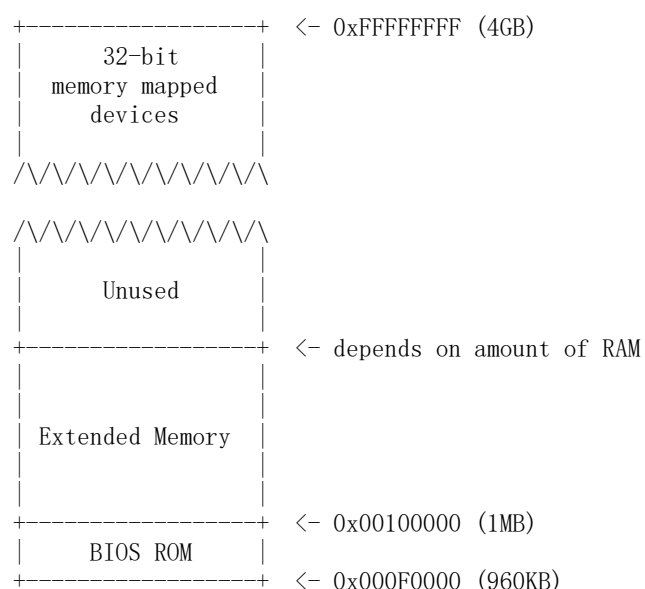 +------------------+ <- 0xFFFFFFFF (4GB)
|      32-bit      |
|  memory mapped   |
|     devices      |
|                  |
/\/\/\/\/\/\/\/\/\/\
/\/\/\/\/\/\/\/\/\/\
|                  |
|      Unused      |
|                  |
+------------------+ <- depends on amount of RAM
|                  |
|                  |
| Extended Memory  |
|                  |
|                  |
+------------------+ <- 0x00100000 (1MB)
|     BIOS ROM     |
+------------------+ <- 0x000F0000 (960KB)